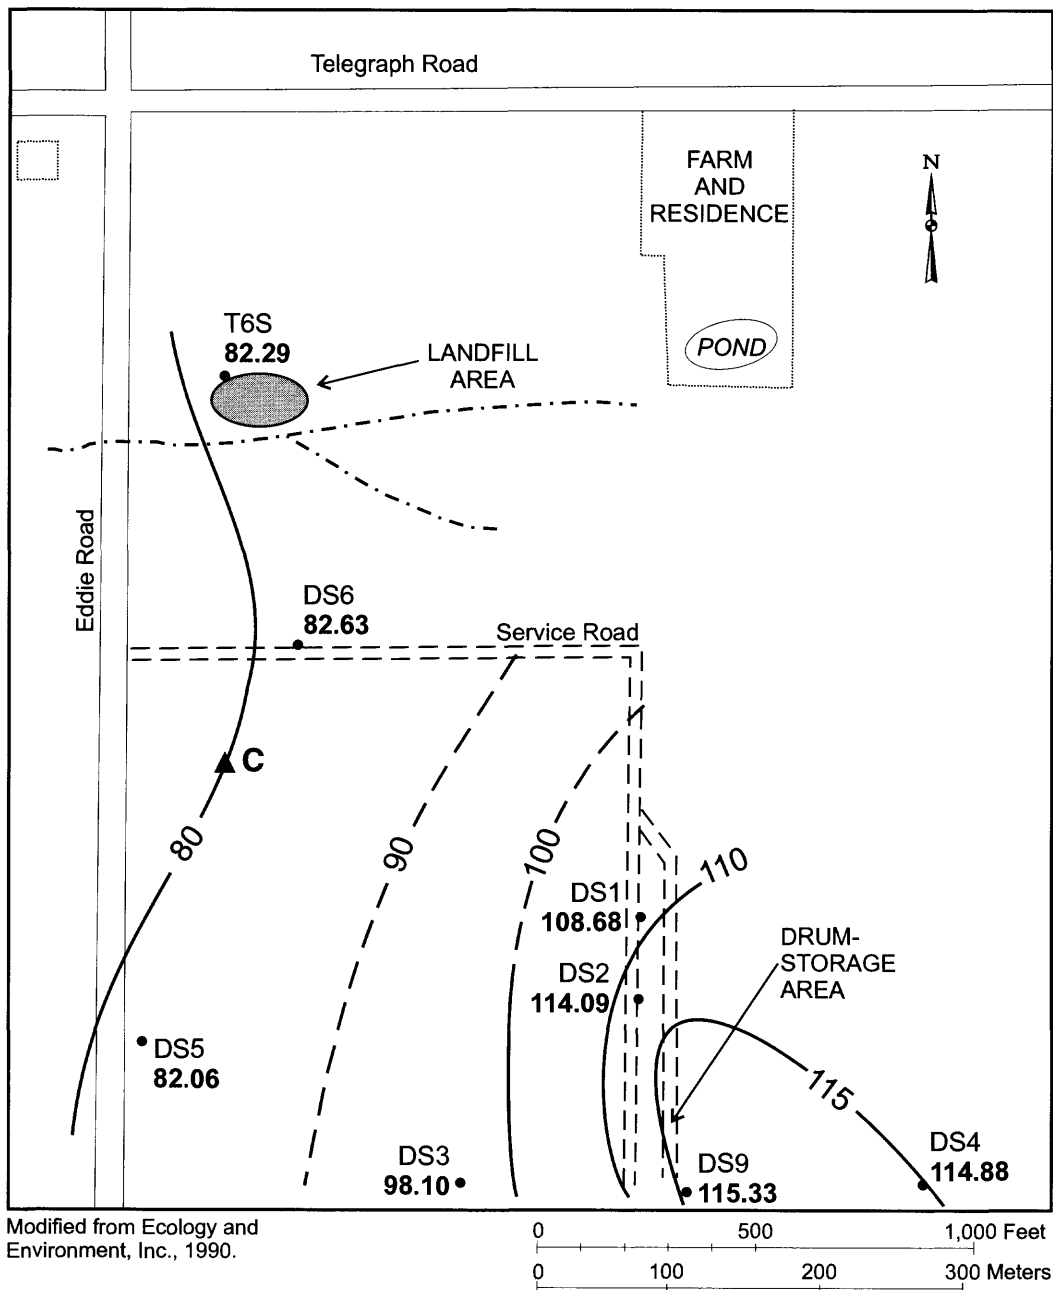 Telegraph Road
FARM
AND
RESIDENCE
N
POND
T6S
82.29
LANDFILL
AREA
Eddie Road
DS6
82.63
Service Road
C
80
90
100
110
DS1
108.68
DS2
114.09
DRUM-
STORAGE
AREA
115
DS5
82.06
DS3
98.10
DS9
115.33
DS4
114.88
Modified from Ecology and
Environment, Inc., 1990.
0 500 1,000 Feet
0 100 200 300 Meters